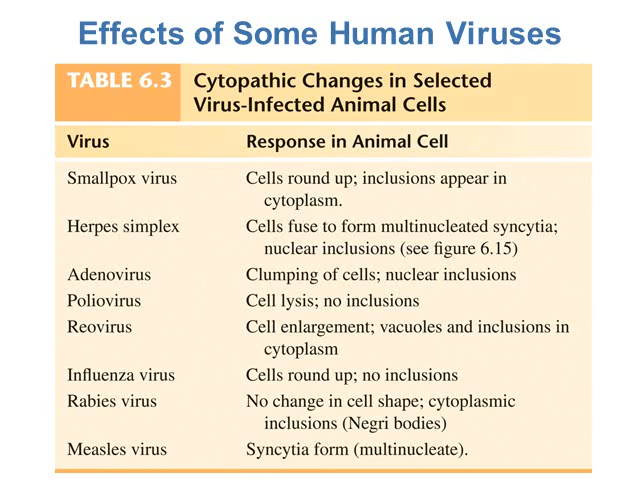 Effects of Some Human Viruses
TABLE 6.3 Cytopathic Changes in Selected
Virus-Infected Animal Cells
Virus Response in Animal Cell
Smallpox virus Cells round up; inclusions appear in
cytoplasm.
Herpes simplex Cells fuse to form multinucleated syncytia;
nuclear inclusions (see figure 6.15)
Adenovirus Clumping of cells; nuclear inclusions
Poliovirus Cell lysis; no inclusions
Reovirus Cell enlargement; vacuoles and inclusions in
cytoplasm
Influenza virus Cells round up; no inclusions
Rabies virus No change in cell shape; cytoplasmic
inclusions (Negri bodies)
Measles virus Syncytia form (multinucleate).